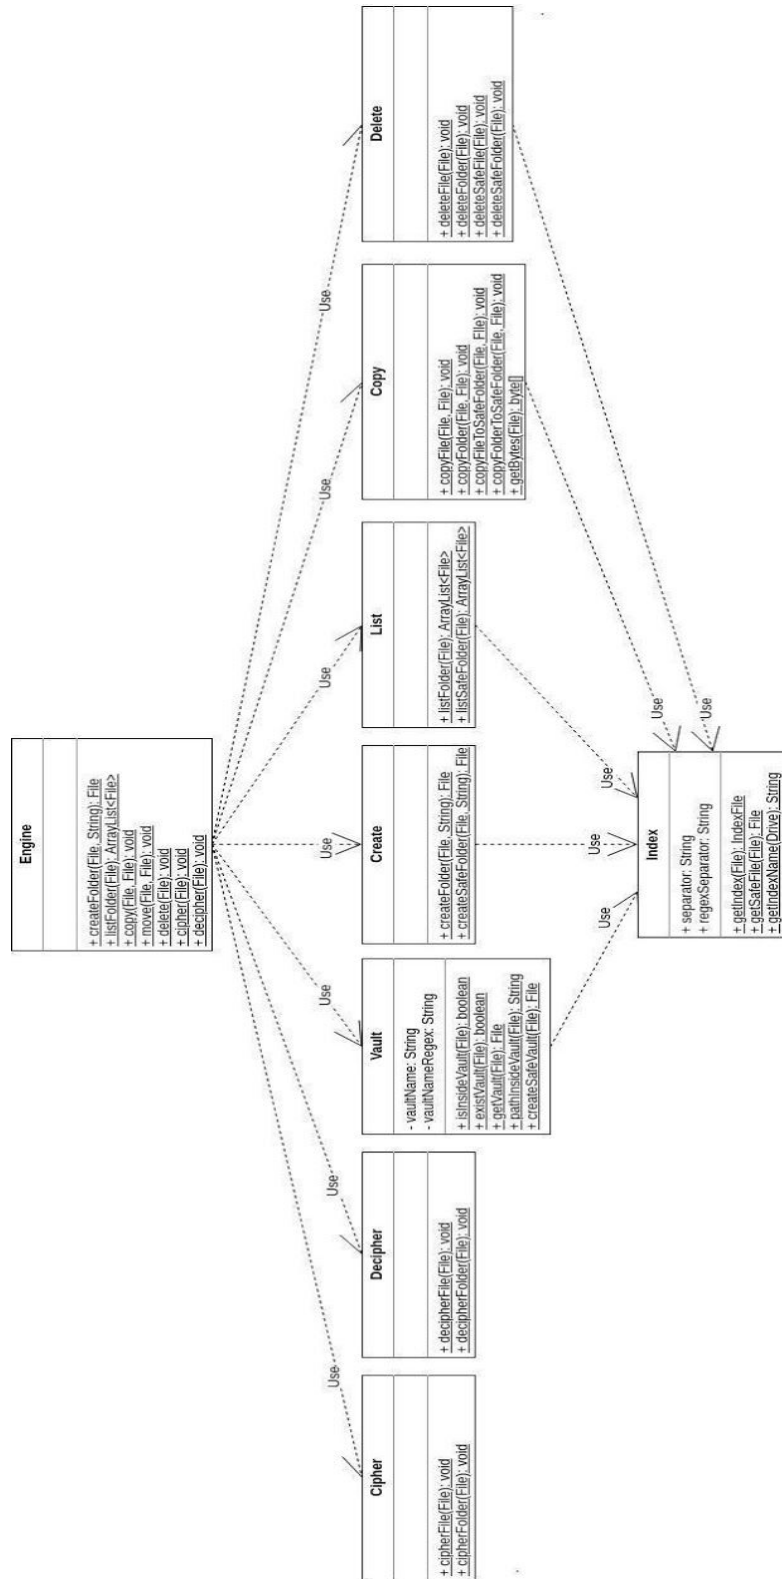 Engine
+ createFolder(File, String): File
+ listFolder(File): ArrayList<File>
+ copy(File, File): void
+ move(File, File): void
+ delete(File): void
+ cipher(File): void
+ decipher(File): void
Use
Use
Use
Use
Use
Use
Use
Cipher
+ cipherFile(File): void
+ cipherFolder(File): void
Decipher
+ decipherFile(File): void
+ decipherFolder(File): void
Vault
- vaultName: String
- vaultNameRegex: String
+ isInsideVault(File): boolean
+ existVault(File): boolean
+ getVault(File): File
+ pathInsideVault(File): String
+ createSafeVault(File): File
Create
+ createFolder(File, String): File
+ createSafeFolder(File, String): File
List
+ listFolder(File): ArrayList<File>
+ listSafeFolder(File): ArrayList<File>
Copy
+ copyFile(File, File): void
+ copyFolder(File, File): void
+ copyFileToSafeFolder(File, File): void
+ copyFolderToSafeFolder(File, File): void
+ getBytes(File): byte[]
Delete
+ deleteFile(File): void
+ deleteFolder(File): void
+ deleteSafeFile(File): void
+ deleteSafeFolder(File): void
Use
Use
Use
Use
Use
Index
+ separator: String
+ regexSeparator: String
+ getIndex(File): IndexFile
+ getSafeFile(File): File
+ getIndexName(Drive): String